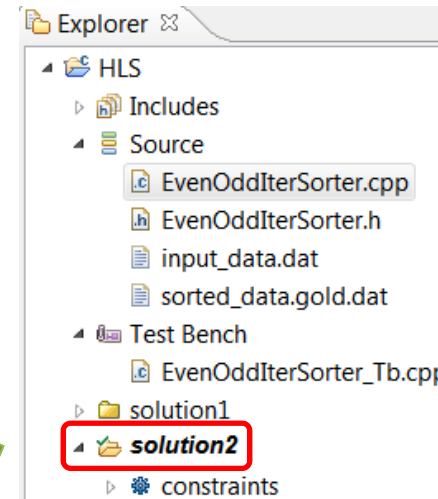 Explorer
HLS
Includes
Source
EvenOddIterSorter.cpp
EvenOddIterSorter.h
input_data.dat
sorted_data.gold.dat
Test Bench
EvenOddIterSorter_Tb.cpp
solution1
solution2
constraints